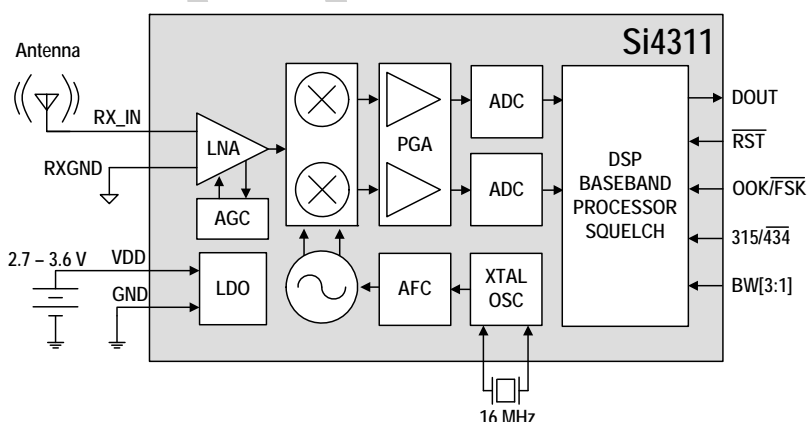 Si4311
Antenna
RX_IN
RXGND
LNA
AGC
PGA
ADC
ADC
DSP
BASEBAND
PROCESSOR
SQUELCH
DOUT
RST
OOK/FSK
315/434
BW[3:1]
2.7 – 3.6 V
VDD
GND
LDO
AFC
XTAL
OSC
16 MHz